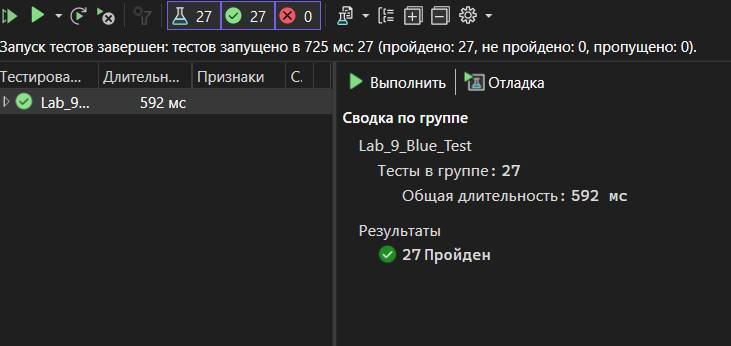 27 27 0
Запуск тестов завершен: тестов запущено в 725 мс: 27 (пройдено: 27, не пройдено: 0, пропущено: 0).
Тестирова... Длительн... Признаки С.
Lab_9... 592 мс
Выполнить Отладка
Сводка по группе
Lab_9_Blue_Test
Тесты в группе: 27
Общая длительность: 592 мс
Результаты
27 Пройден